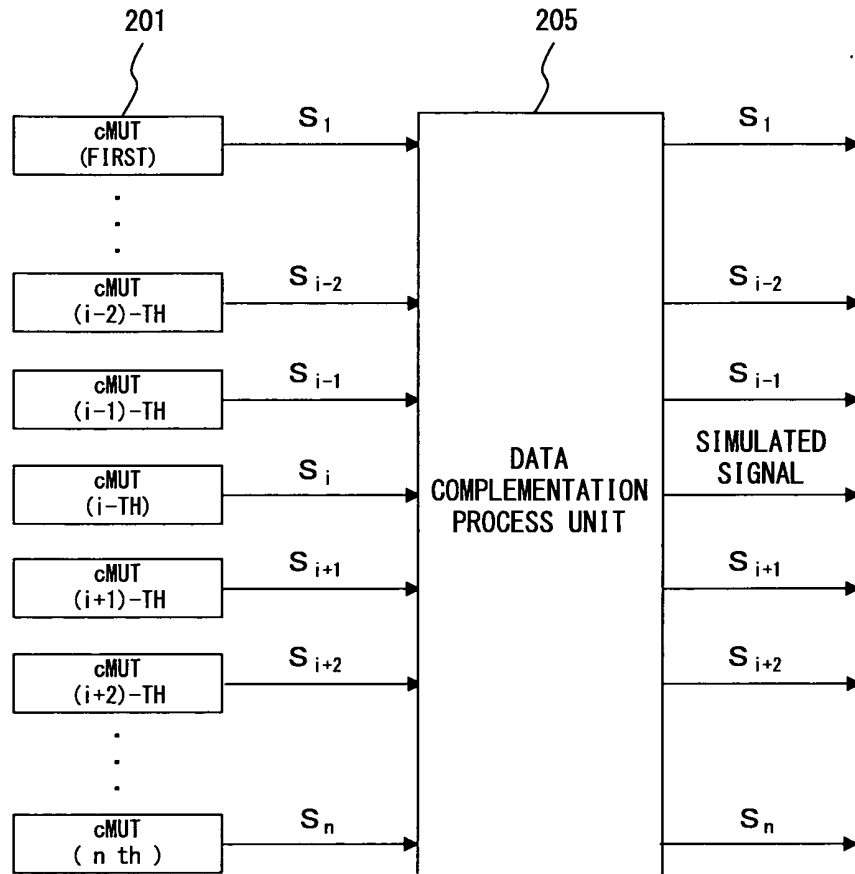 201
205
cMUT
(FIRST)
S1
S1
cMUT
(i-2)-TH
Si-2
Si-2
cMUT
(i-1)-TH
Si-1
Si-1
cMUT
(i-TH)
Si
DATA
COMPLEMENTATION
PROCESS UNIT
SIMULATED
SIGNAL
cMUT
(i+1)-TH
Si+1
Si+1
cMUT
(i+2)-TH
Si+2
Si+2
cMUT
( n th )
Sn
Sn